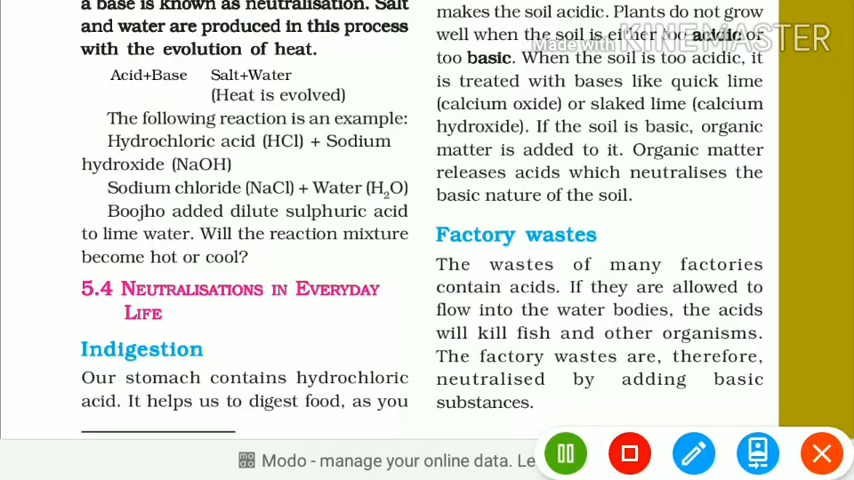 a base is known as neutralisation. Salt
and water are produced in this process
with the evolution of heat.
Acid+Base Salt+Water
(Heat is evolved)
The following reaction is an example:
Hydrochloric acid (HCl) + Sodium
hydroxide (NaOH)
Sodium chloride (NaCl) + Water (H₂O)
Boojho added dilute sulphuric acid
to lime water. Will the reaction mixture
become hot or cool?
5.4 NEUTRALISATIONS IN EVERYDAY
LIFE
Indigestion
Our stomach contains hydrochloric
acid. It helps us to digest food, as you
makes the soil acidic. Plants do not grow
well when the soil is either too acidic or
too basic. When the soil is too acidic, it
is treated with bases like quick lime
(calcium oxide) or slaked lime (calcium
hydroxide). If the soil is basic, organic
matter is added to it. Organic matter
releases acids which neutralises the
basic nature of the soil.
Factory wastes
The wastes of many factories
contain acids. If they are allowed to
flow into the water bodies, the acids
will kill fish and other organisms.
The factory wastes are, therefore,
neutralised by adding basic
substances.
Made with KINEMASTER
modo Modo - manage your online data. Le